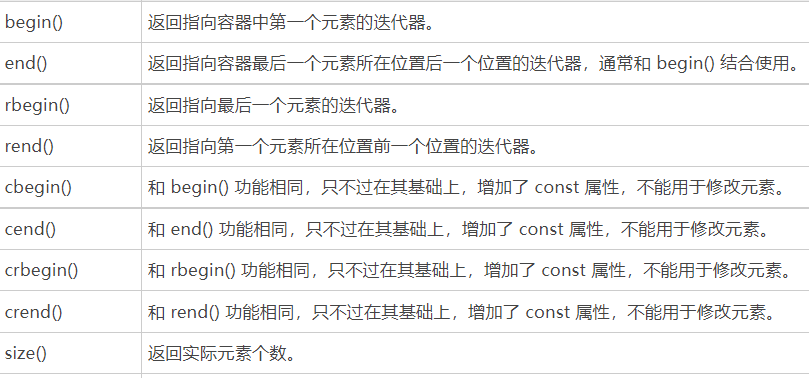 begin() 返回指向容器中第一个元素的迭代器。
end() 返回指向容器最后一个元素所在位置后一个位置的迭代器，通常和 begin() 结合使用。
rbegin() 返回指向最后一个元素的迭代器。
rend() 返回指向第一个元素所在位置前一个位置的迭代器。
cbegin() 和 begin() 功能相同，只不过在其基础上，增加了 const 属性，不能用于修改元素。
cend() 和 end() 功能相同，只不过在其基础上，增加了 const 属性，不能用于修改元素。
crbegin() 和 rbegin() 功能相同，只不过在其基础上，增加了 const 属性，不能用于修改元素。
crend() 和 rend() 功能相同，只不过在其基础上，增加了 const 属性，不能用于修改元素。
size() 返回实际元素个数。